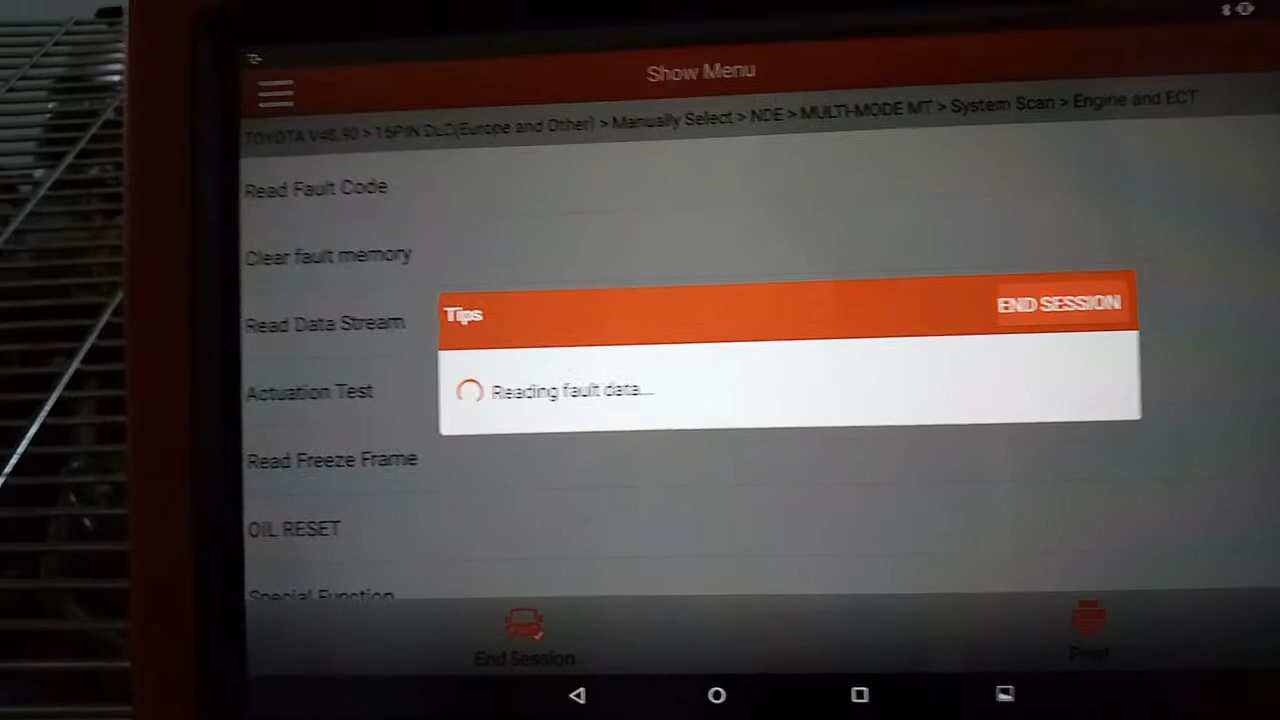 Show Menu
TOYOTA V48.90 > 16PIN DLC(Europe and Other) > Manually Select > NDE > MULTI-MODE MT > System Scan > Engine and ECT
Read Fault Code
Clear fault memory
Read Data Stream
Actuation Test
Read Freeze Frame
OIL RESET
Special Function
Tips
END SESSION
Reading fault data...
End Session
Print